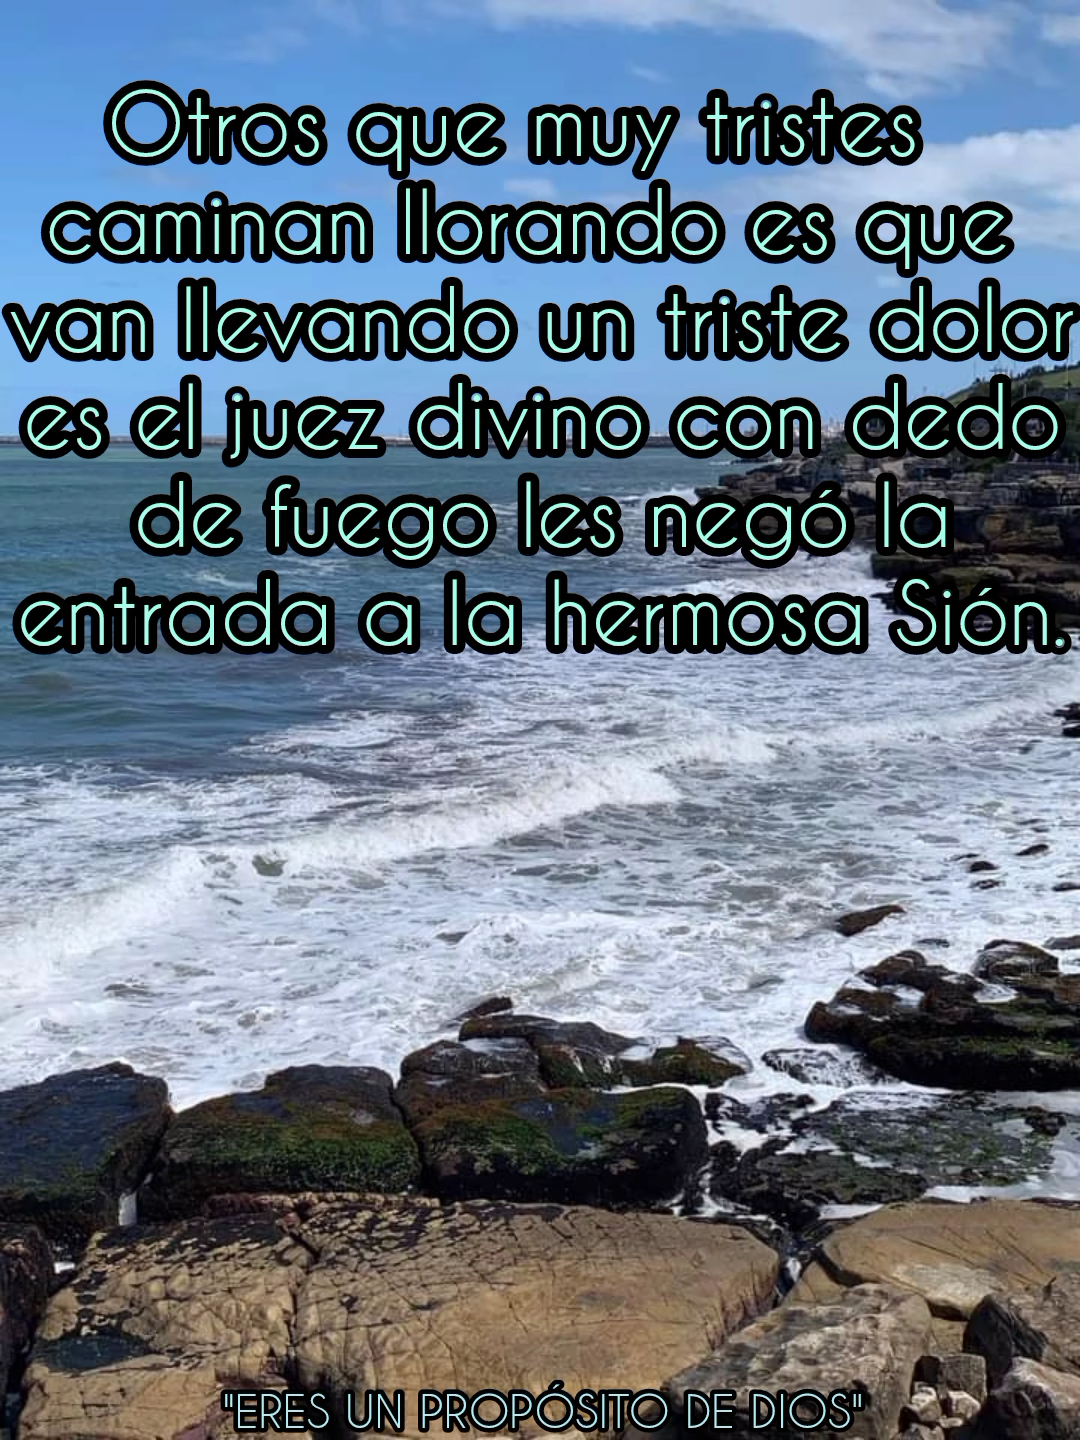 Otros que muy tristes
caminan llorando es que
van llevando un triste dolor
es el juez divino con dedo
de fuego les negó la
entrada a la hermosa Sión.
"ERES UN PROPÓSITO DE DIOS"